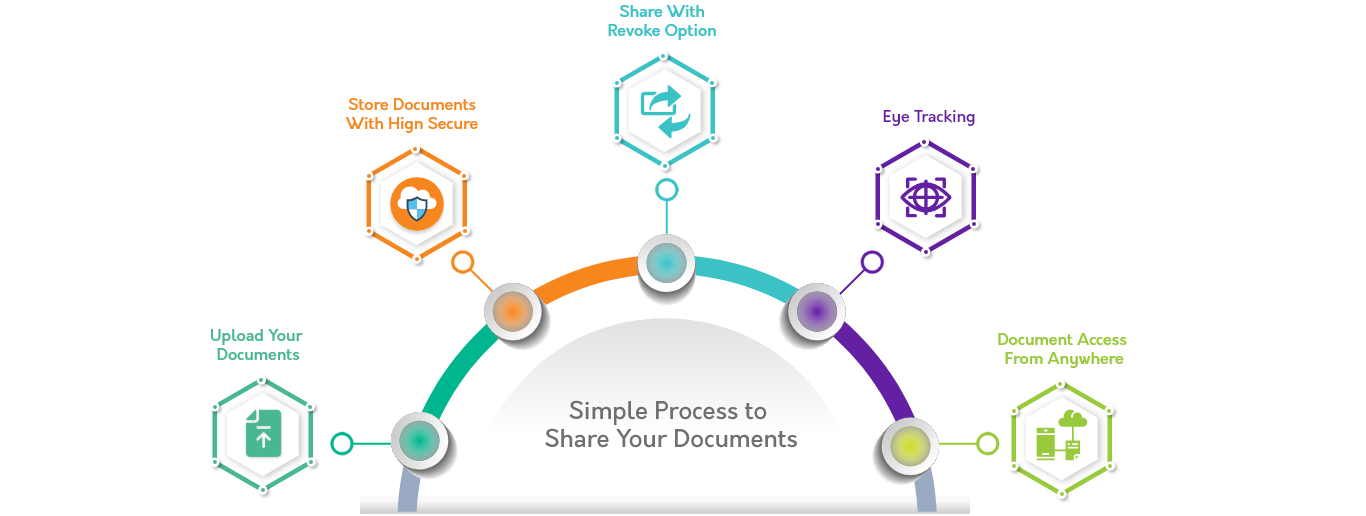 Share With
Revoke Option
Store Documents
With Hign Secure
Eye Tracking
Upload Your
Documents
Document Access
From Anywhere
Simple Process to
Share Your Documents